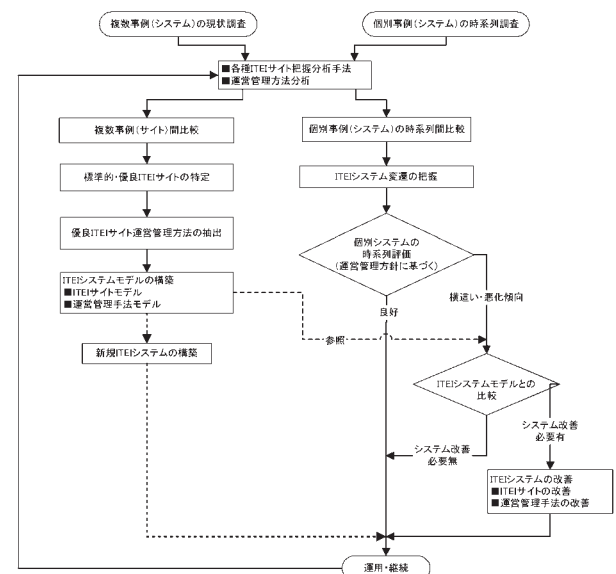 複数事例(システム)の現状調査
個別事例(システム)の時系列調査
■各種ITEIサイト把握分析手法
■運営管理方法分析
複数事例(サイト)間比較
個別事例(システム)の時系列間比較
標準的・優良ITEIサイトの特定
ITEIシステム変遷の把握
優良ITEIサイト運営管理方法の抽出
個別システムの
時系列評価
(運営管理方針に基づく)
ITEIシステムモデルの構築
■ITEIサイトモデル
■運営管理手法モデル
良好
横這い・悪化傾向
参照
新規ITEIシステムの構築
ITEIシステムモデルとの
比較
システム改善
必要有
システム改善
必要無
ITEIシステムの改善
■ITEIサイトの改善
■運営管理手法の改善
運用・継続